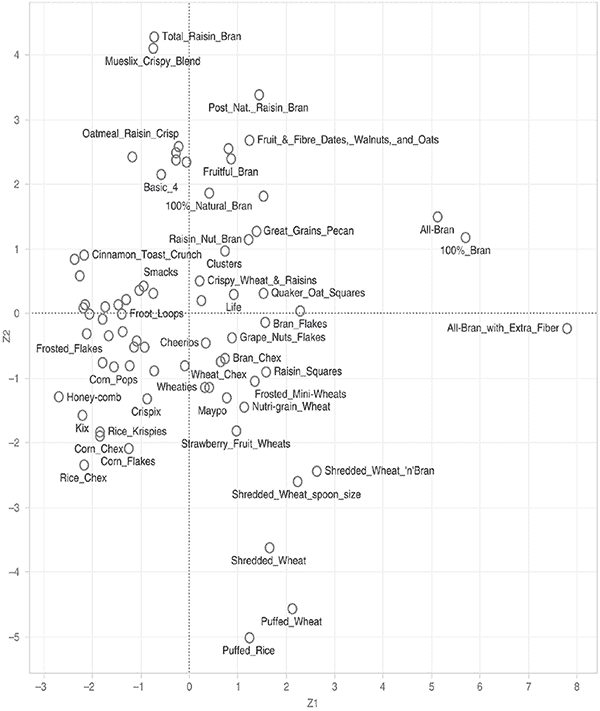 4
Total_Raisin_Bran
Mueslix_Crispy_Blend
Post_Nat._Raisin_Bran
3
Oatmeal_Raisin_Crisp
Fruit_&_Fibre_Dates,_Walnuts,_and_Oats
Fruitful_Bran
2
Basic_4
100%_Natural_Bran
All-Bran
Great_Grains_Pecan
Raisin_Nut_Bran
100%_Bran
1
Cinnamon_Toast_Crunch
Clusters
Smacks
Crispy_Wheat_&_Raisins
Quaker_Oat_Squares
Life
0
Froot_Loops
Bran_Flakes
All-Bran_with_Extra_Fiber
Z2
Grape_Nuts_Flakes
Cheerios
Frosted_Flakes
Bran_Chex
Raisin_Squares
Wheat_Chex
−1
Corn_Pops
Wheaties
Frosted_Mini-Wheats
Honey-comb
Crispix
Maypo
Nutri-grain_Wheat
Kix
Rice_Krispies
−2
Strawberry_Fruit_Wheats
Corn_Chex
Corn_Flakes
Rice_Chex
Shredded_Wheat_'n'Bran
Shredded_Wheat_spoon_size
−3
Shredded_Wheat
−4
Puffed_Wheat
−5
Puffed_Rice
−3 −2 −1 0 1 2 3 4 5 6 7 8
Z1